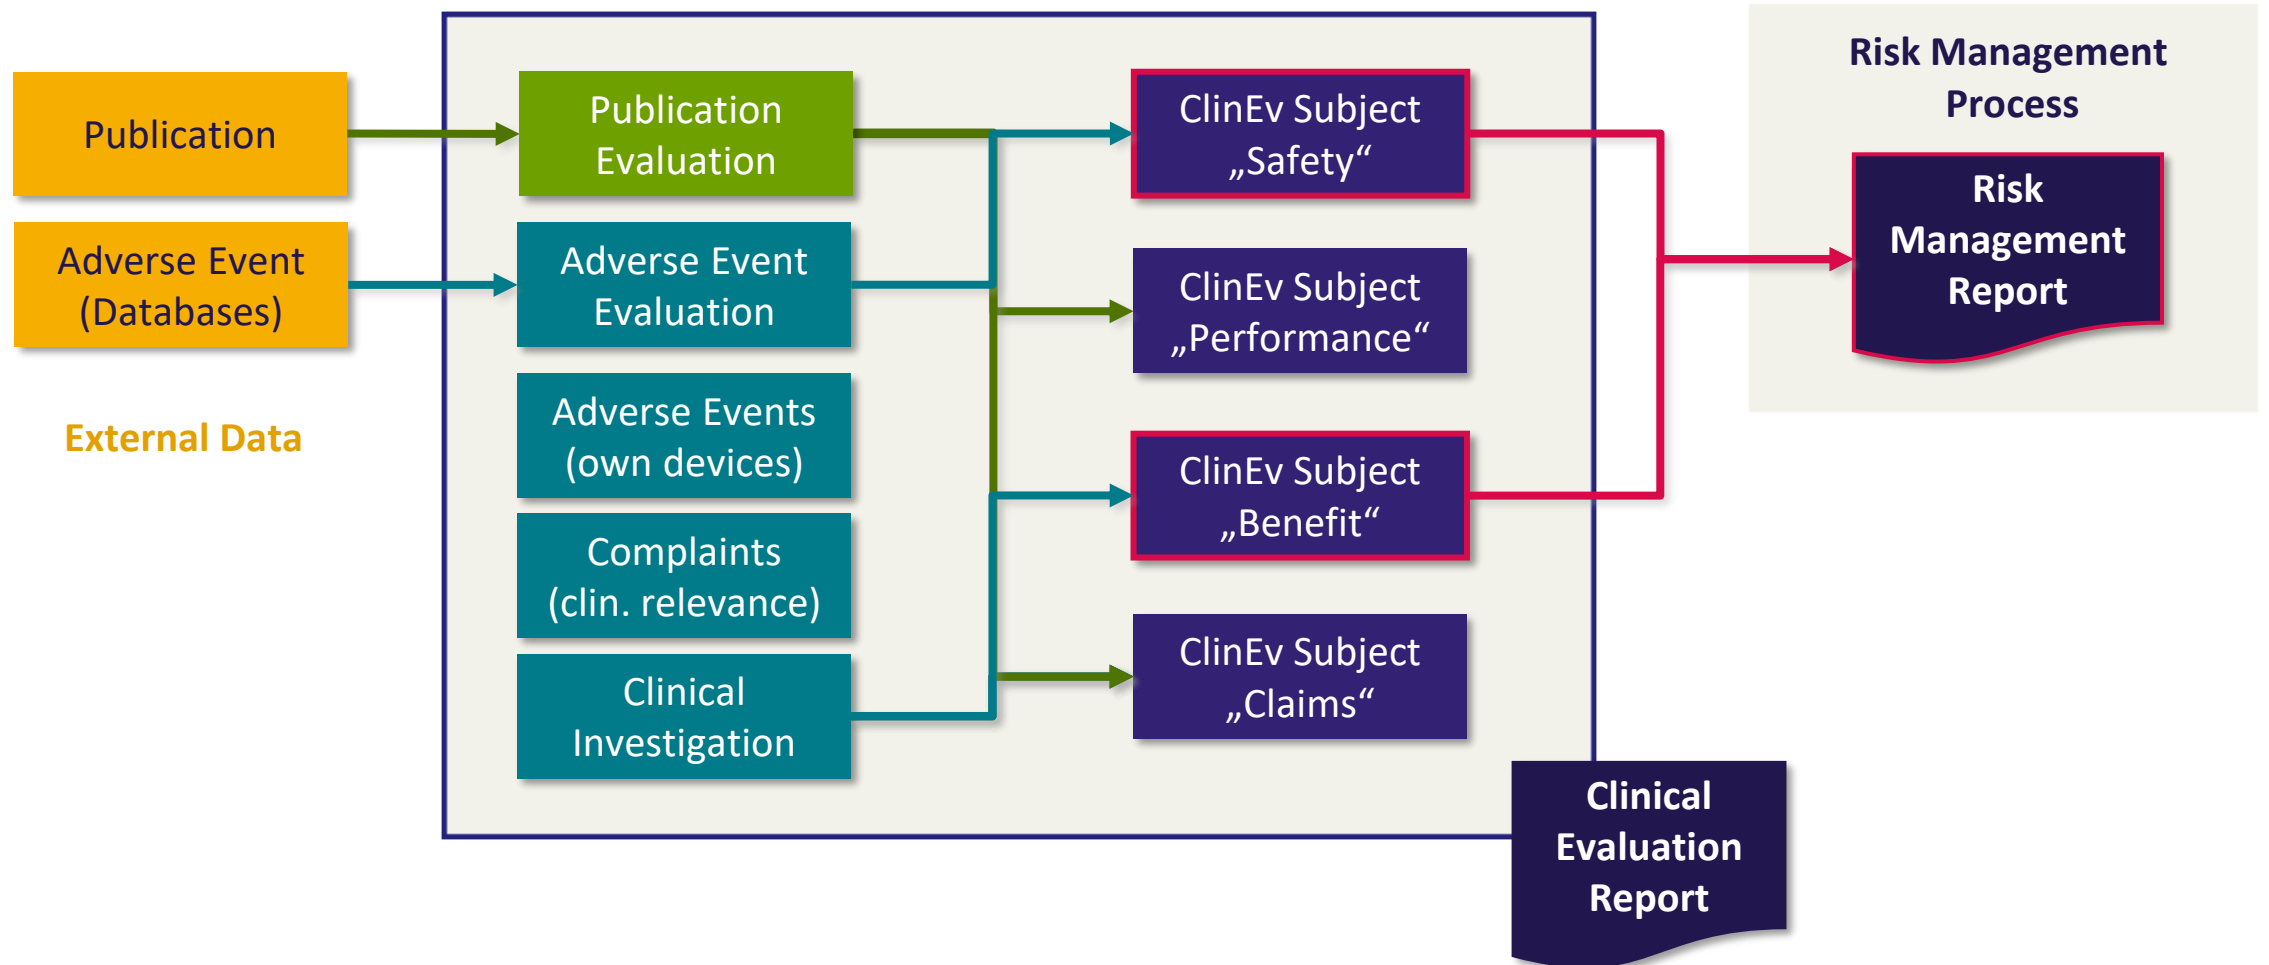 Publication
Adverse Event
(Databases)
External Data
Publication
Evaluation
Adverse Event
Evaluation
Adverse Events
(own devices)
Complaints
(clin. relevance)
Clinical
Investigation
ClinEv Subject
„Safety“
ClinEv Subject
„Performance“
ClinEv Subject
„Benefit“
ClinEv Subject
„Claims“
Clinical
Evaluation
Report
Risk Management
Process
Risk
Management
Report